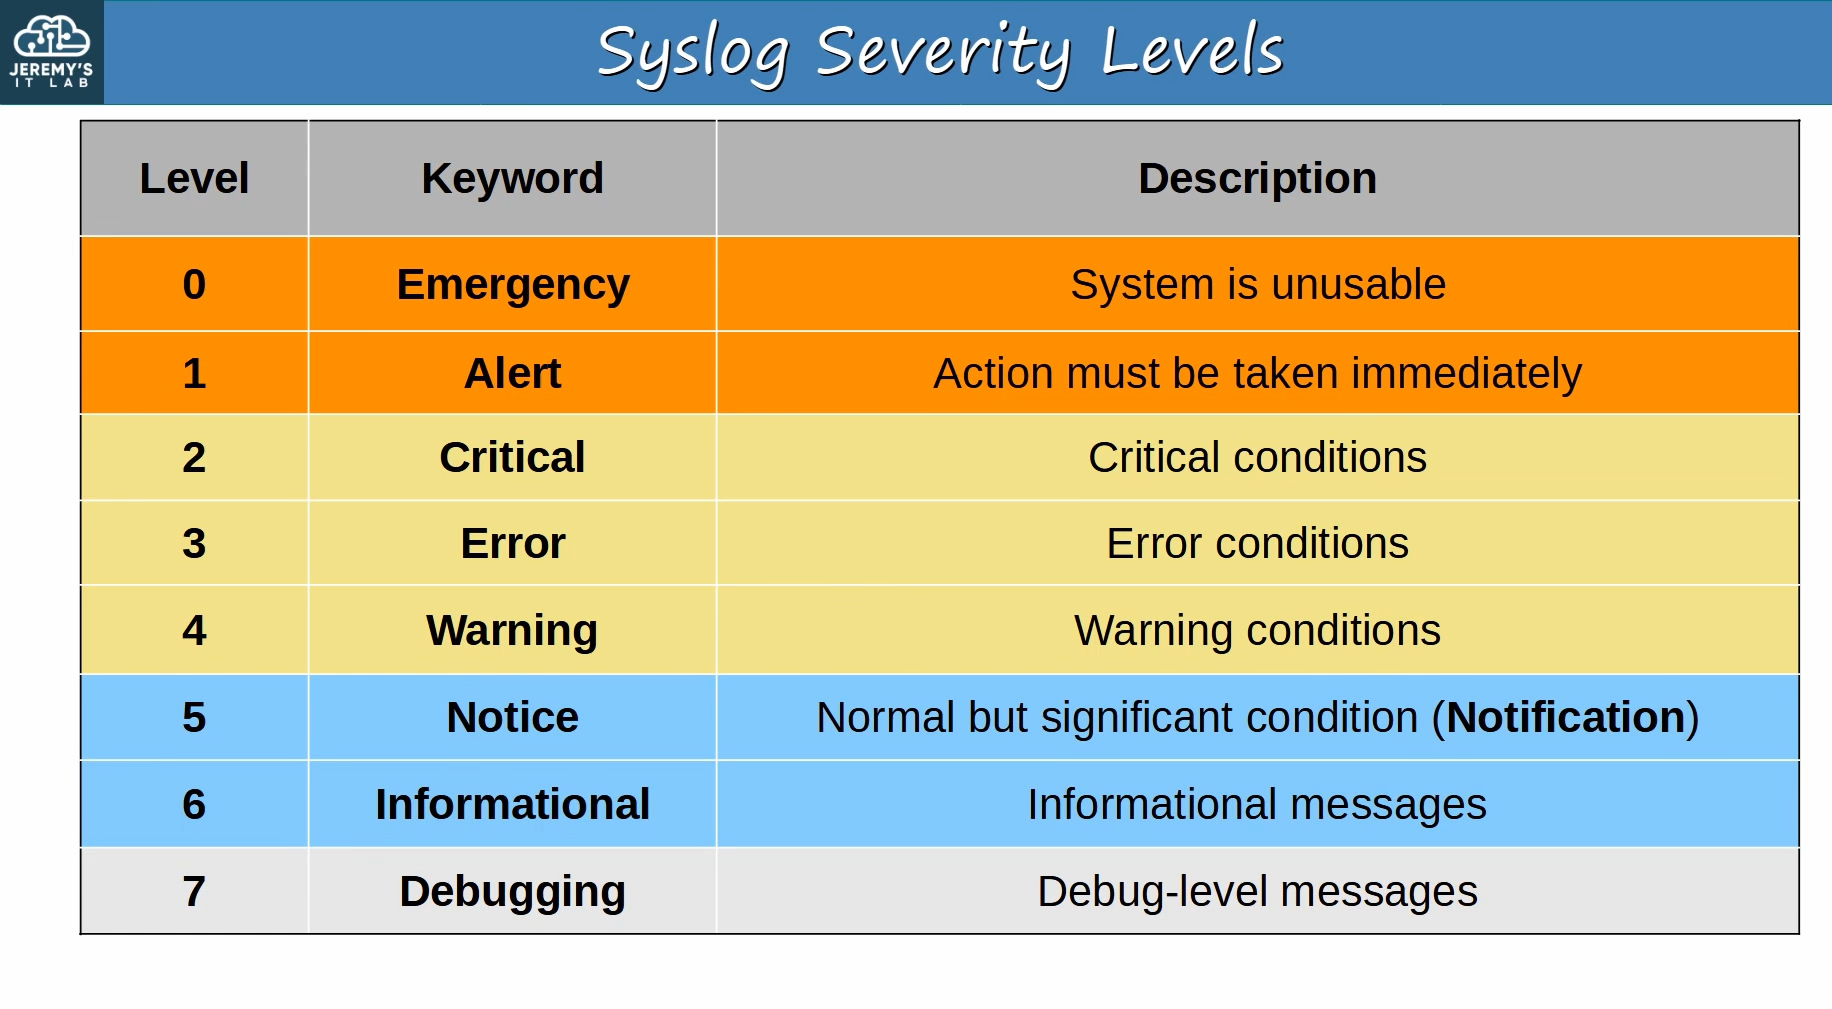 JEREMY'S
IT LAB
Syslog Severity Levels
Level Keyword Description
0 Emergency System is unusable
1 Alert Action must be taken immediately
2 Critical Critical conditions
3 Error Error conditions
4 Warning Warning conditions
5 Notice Normal but significant condition (Notification)
6 Informational Informational messages
7 Debugging Debug-level messages